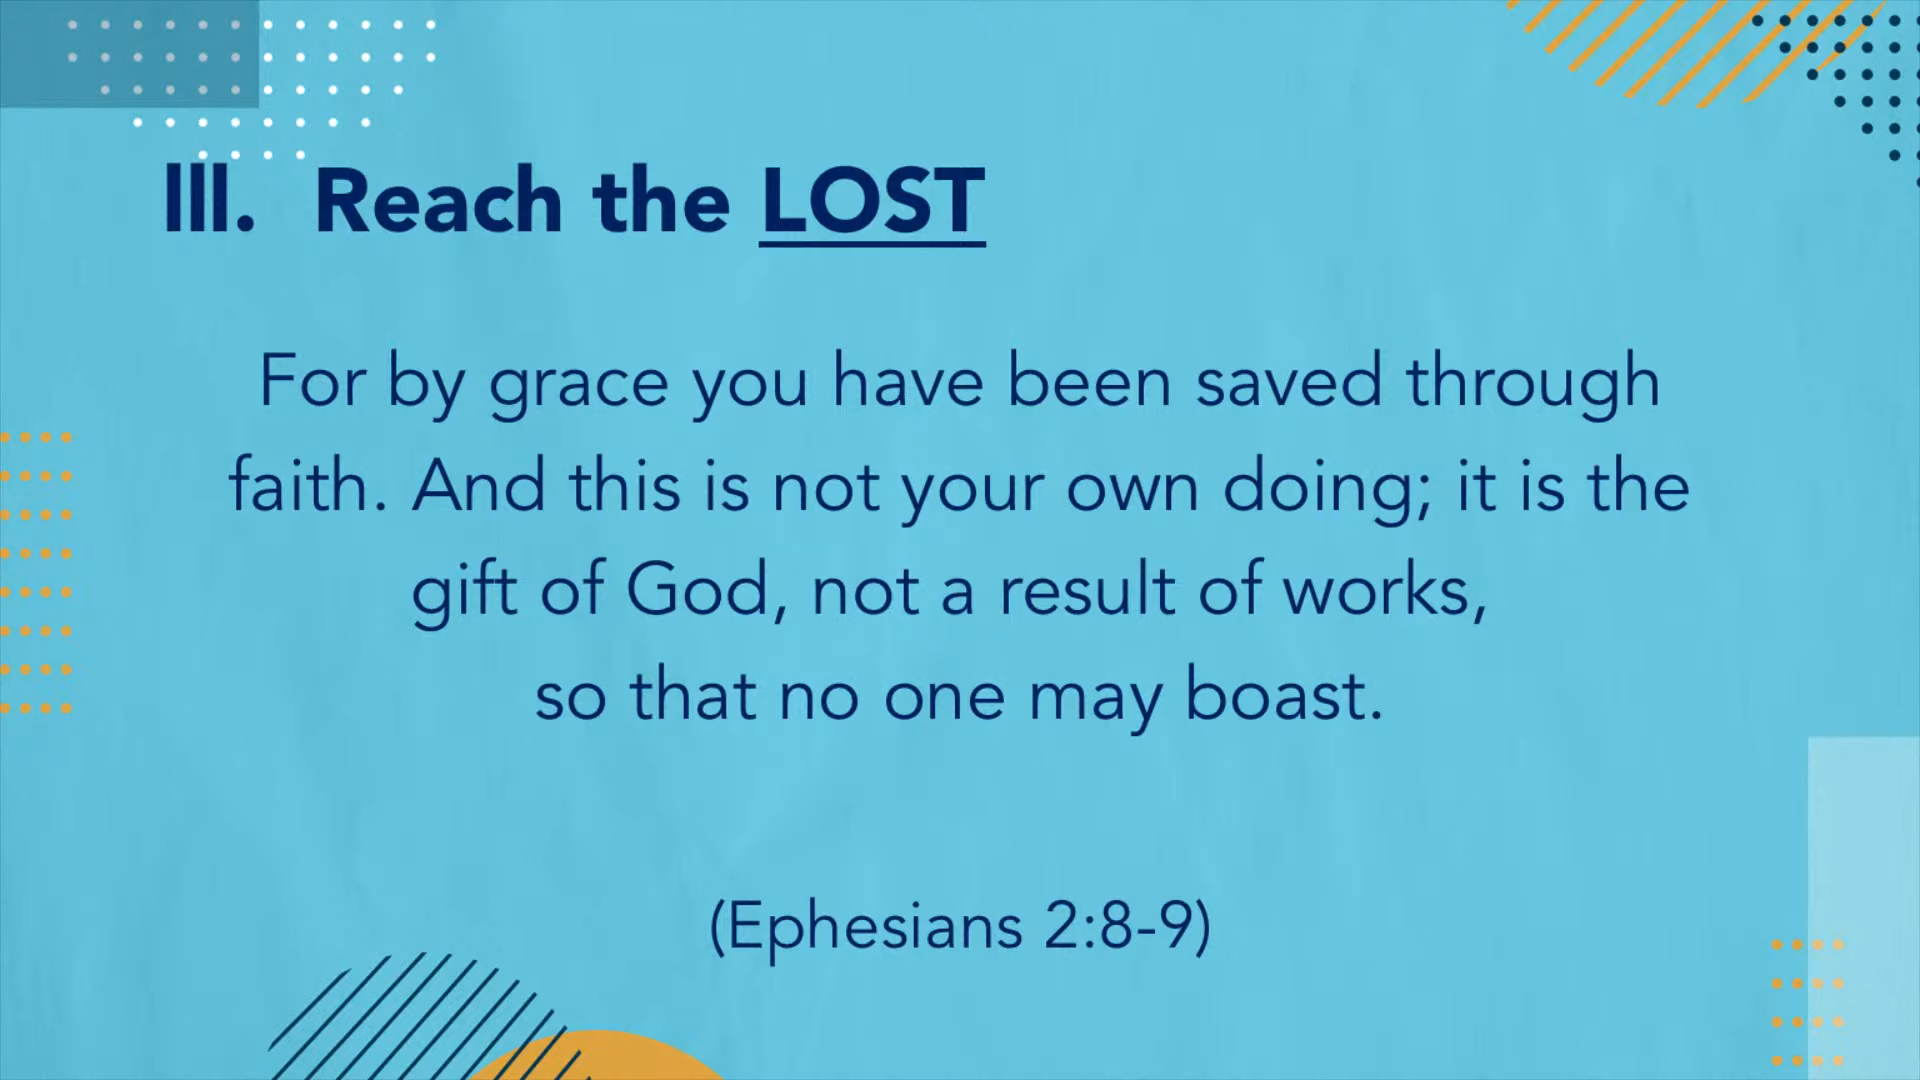 III. Reach the LOST
For by grace you have been saved through
faith. And this is not your own doing; it is the
gift of God, not a result of works,
so that no one may boast.
(Ephesians 2:8-9)